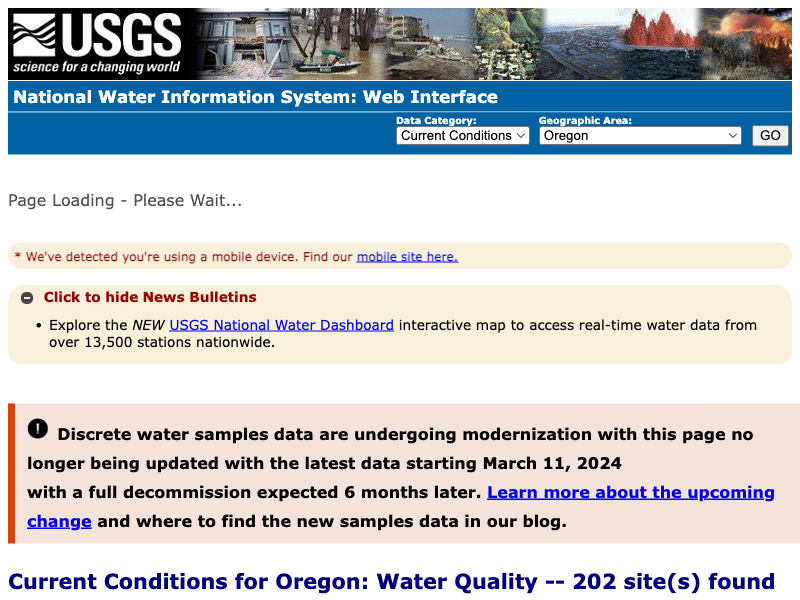 USGS
science for a changing world
National Water Information System: Web Interface
Data Category:
Geographic Area:
Current Conditions
Oregon
GO
Page Loading - Please Wait...
* We've detected you're using a mobile device. Find our mobile site here.
Click to hide News Bulletins
• Explore the NEW USGS National Water Dashboard interactive map to access real-time water data from
over 13,500 stations nationwide.
Discrete water samples data are undergoing modernization with this page no
longer being updated with the latest data starting March 11, 2024
with a full decommission expected 6 months later. Learn more about the upcoming
change and where to find the new samples data in our blog.
Current Conditions for Oregon: Water Quality -- 202 site(s) found